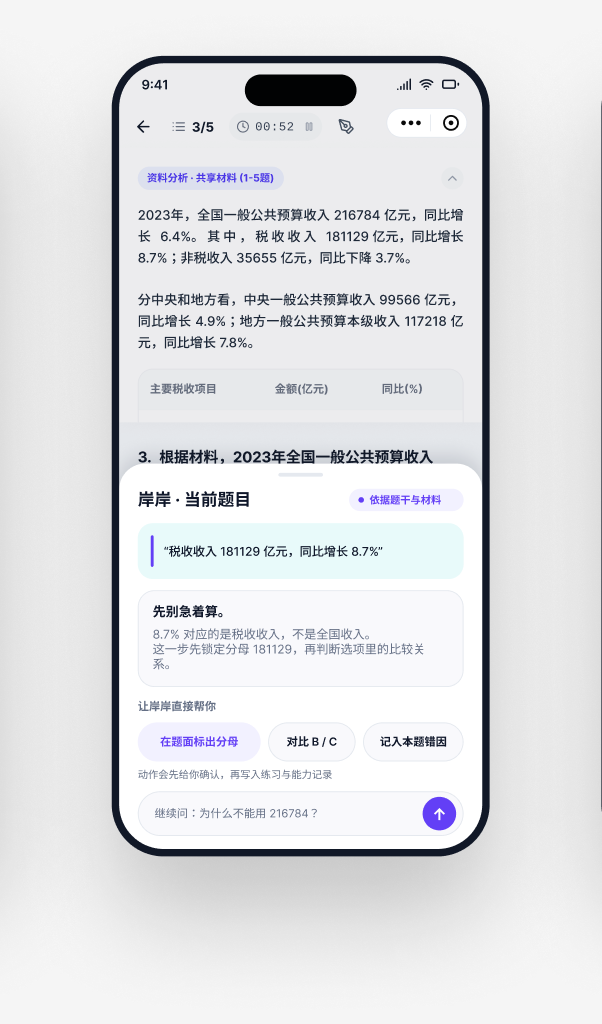 9:41
3/5
00:52
资料分析 · 共享材料 (1-5题)
2023年，全国一般公共预算收入 216784 亿元，同比增
长 6.4%。其中，税收收入 181129 亿元，同比增长
8.7%；非税收入 35655 亿元，同比下降 3.7%。
分中央和地方看，中央一般公共预算收入 99566 亿元，
同比增长 4.9%；地方一般公共预算本级收入 117218 亿
元，同比增长 7.8%。
主要税收项目 金额(亿元) 同比(%)
3. 根据材料，2023年全国一般公共预算收入
岸岸 · 当前题目
依据题干与材料
“税收收入 181129 亿元，同比增长 8.7%”
先别急着算。
8.7% 对应的是税收收入，不是全国收入。
这一步先锁定分母 181129，再判断选项里的比较关
系。
让岸岸直接帮你
在题面标出分母 对比 B / C 记入本题错因
动作会先给你确认，再写入练习与能力记录
继续问：为什么不能用 216784？